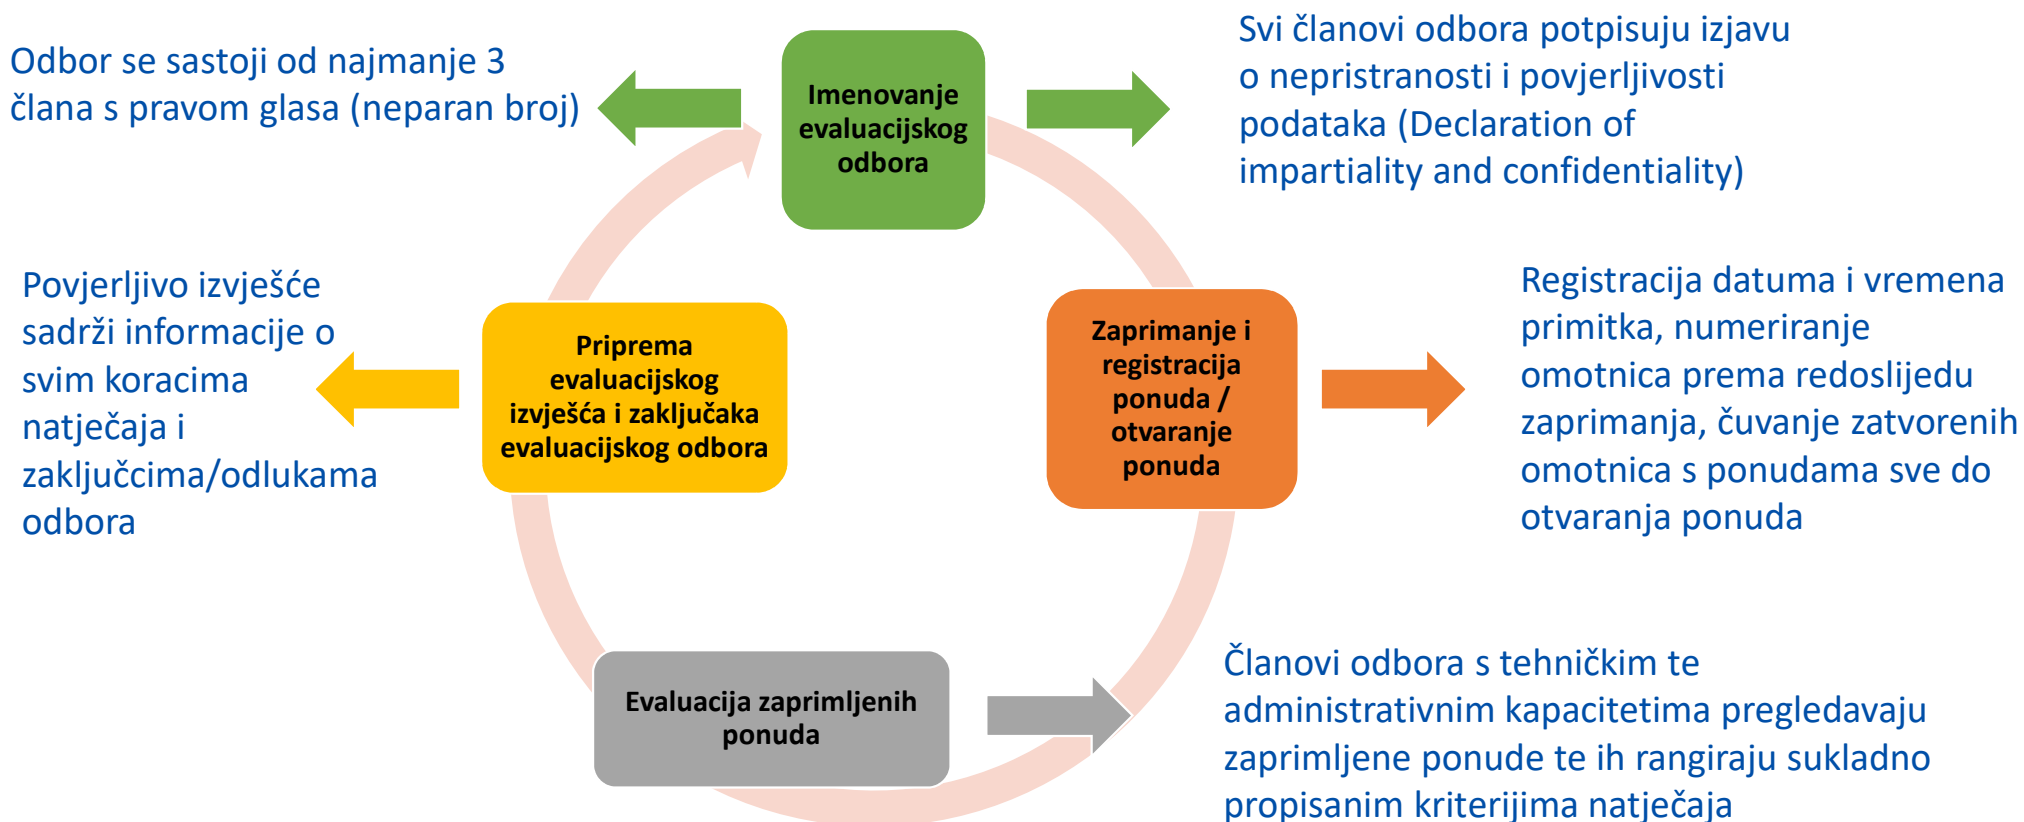 Odbor se sastoji od najmanje 3
člana s pravom glasa (neparan broj)
Imenovanje
evaluacijskog
odbora
Svi članovi odbora potpisuju izjavu
o nepristranosti i povjerljivosti
podataka (Declaration of
impartiality and confidentiality)
Povjerljivo izvješće
sadrži informacije o
svim koracima
natječaja i
zaključcima/odlukama
odbora
Priprema
evaluacijskog
izvješća i zaključaka
evaluacijskog odbora
Zaprimanje i
registracija
ponuda /
otvaranje
ponuda
Registracija datuma i vremena
primitka, numeriranje
omotnica prema redoslijedu
zaprimanja, čuvanje zatvorenih
omotnica s ponudama sve do
otvaranja ponuda
Evaluacija zaprimljenih
ponuda
Članovi odbora s tehničkim te
administrativnim kapacitetima pregledavaju
zaprimljene ponude te ih rangiraju sukladno
propisanim kriterijima natječaja